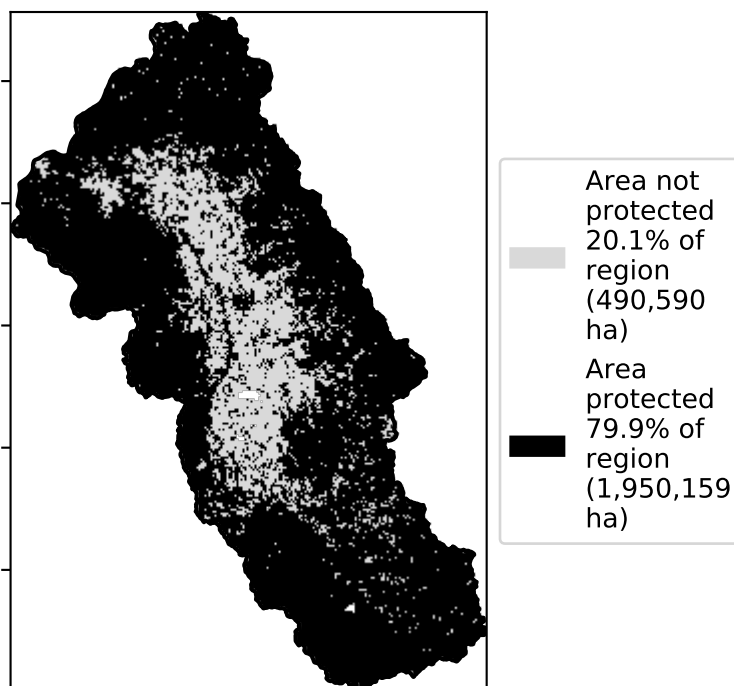 Area not
protected
20.1% of
region
(490,590
ha)
Area
protected
79.9% of
region
(1,950,159
ha)